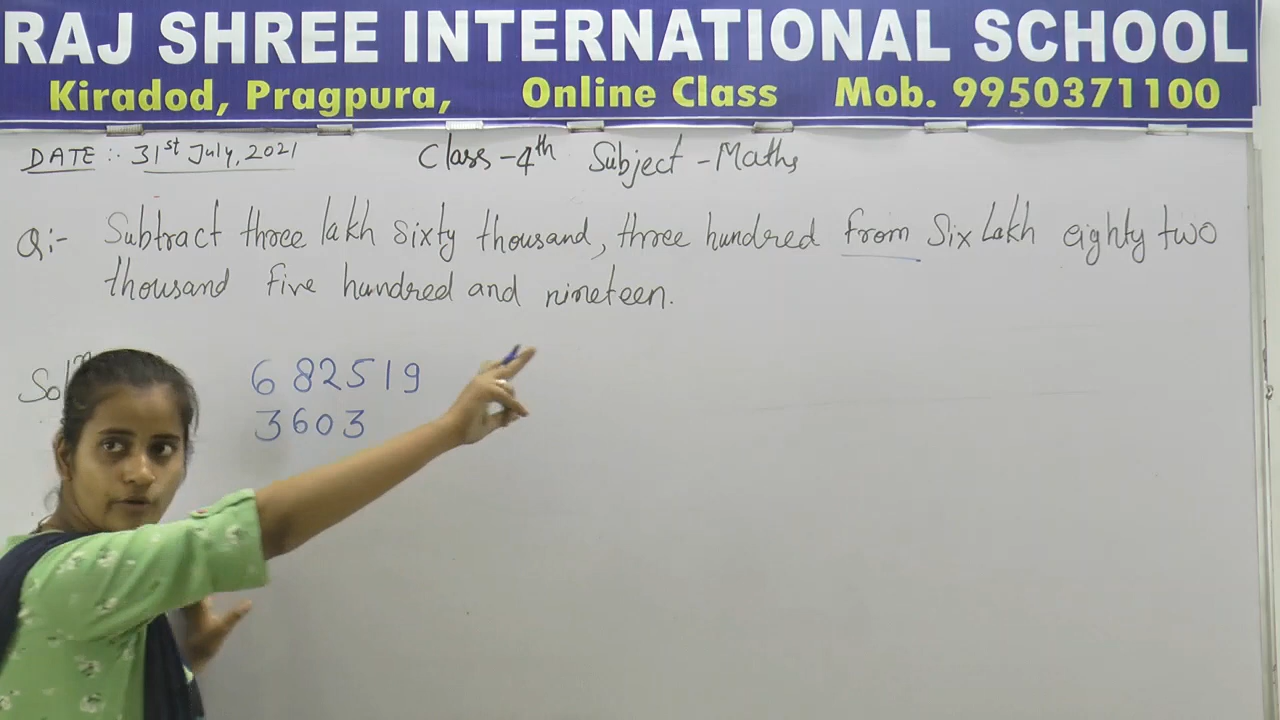 RAJ SHREE INTERNATIONAL SCHOOL
Kiradod, Pragpura, Online Class Mob. 9950371100
DATE :- 31st July, 2021 Class-4th Subject-Maths
Q:- Subtract three lakh sixty thousand, three hundred from Six Lakh eighty two
thousand five hundred and nineteen.
Soln
682519
3603